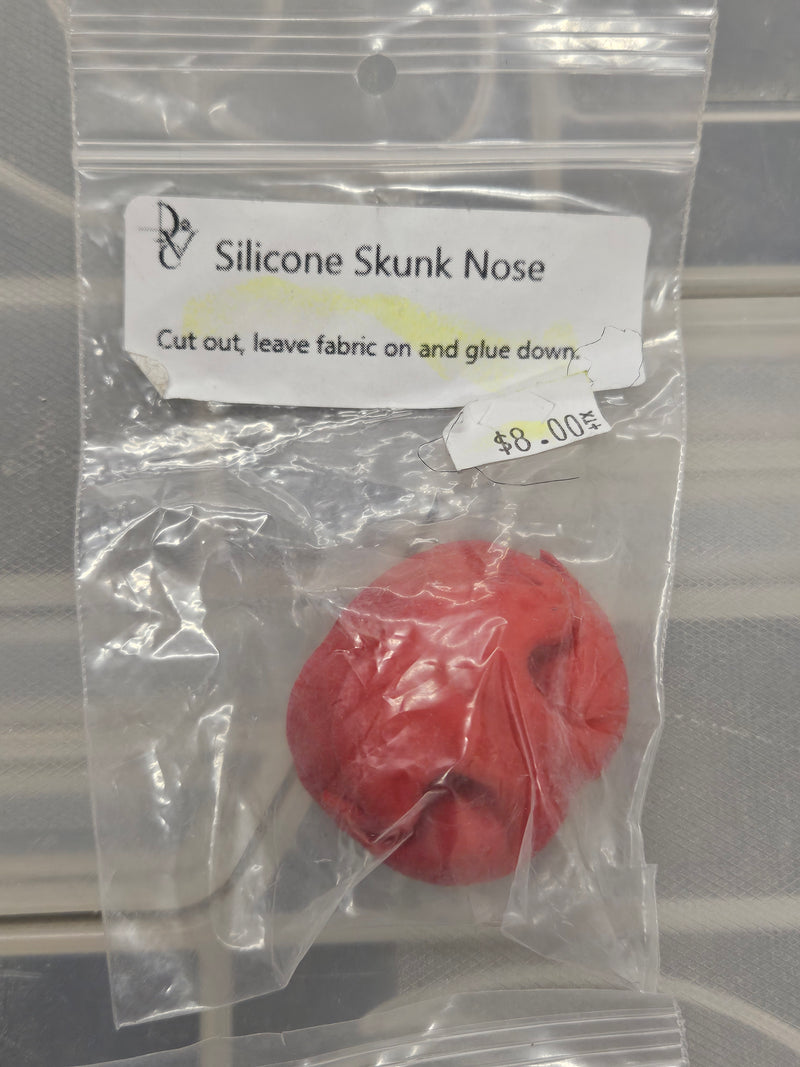 Silicone Skunk Nose
Cut out, leave fabric on and glue down.
$8.00